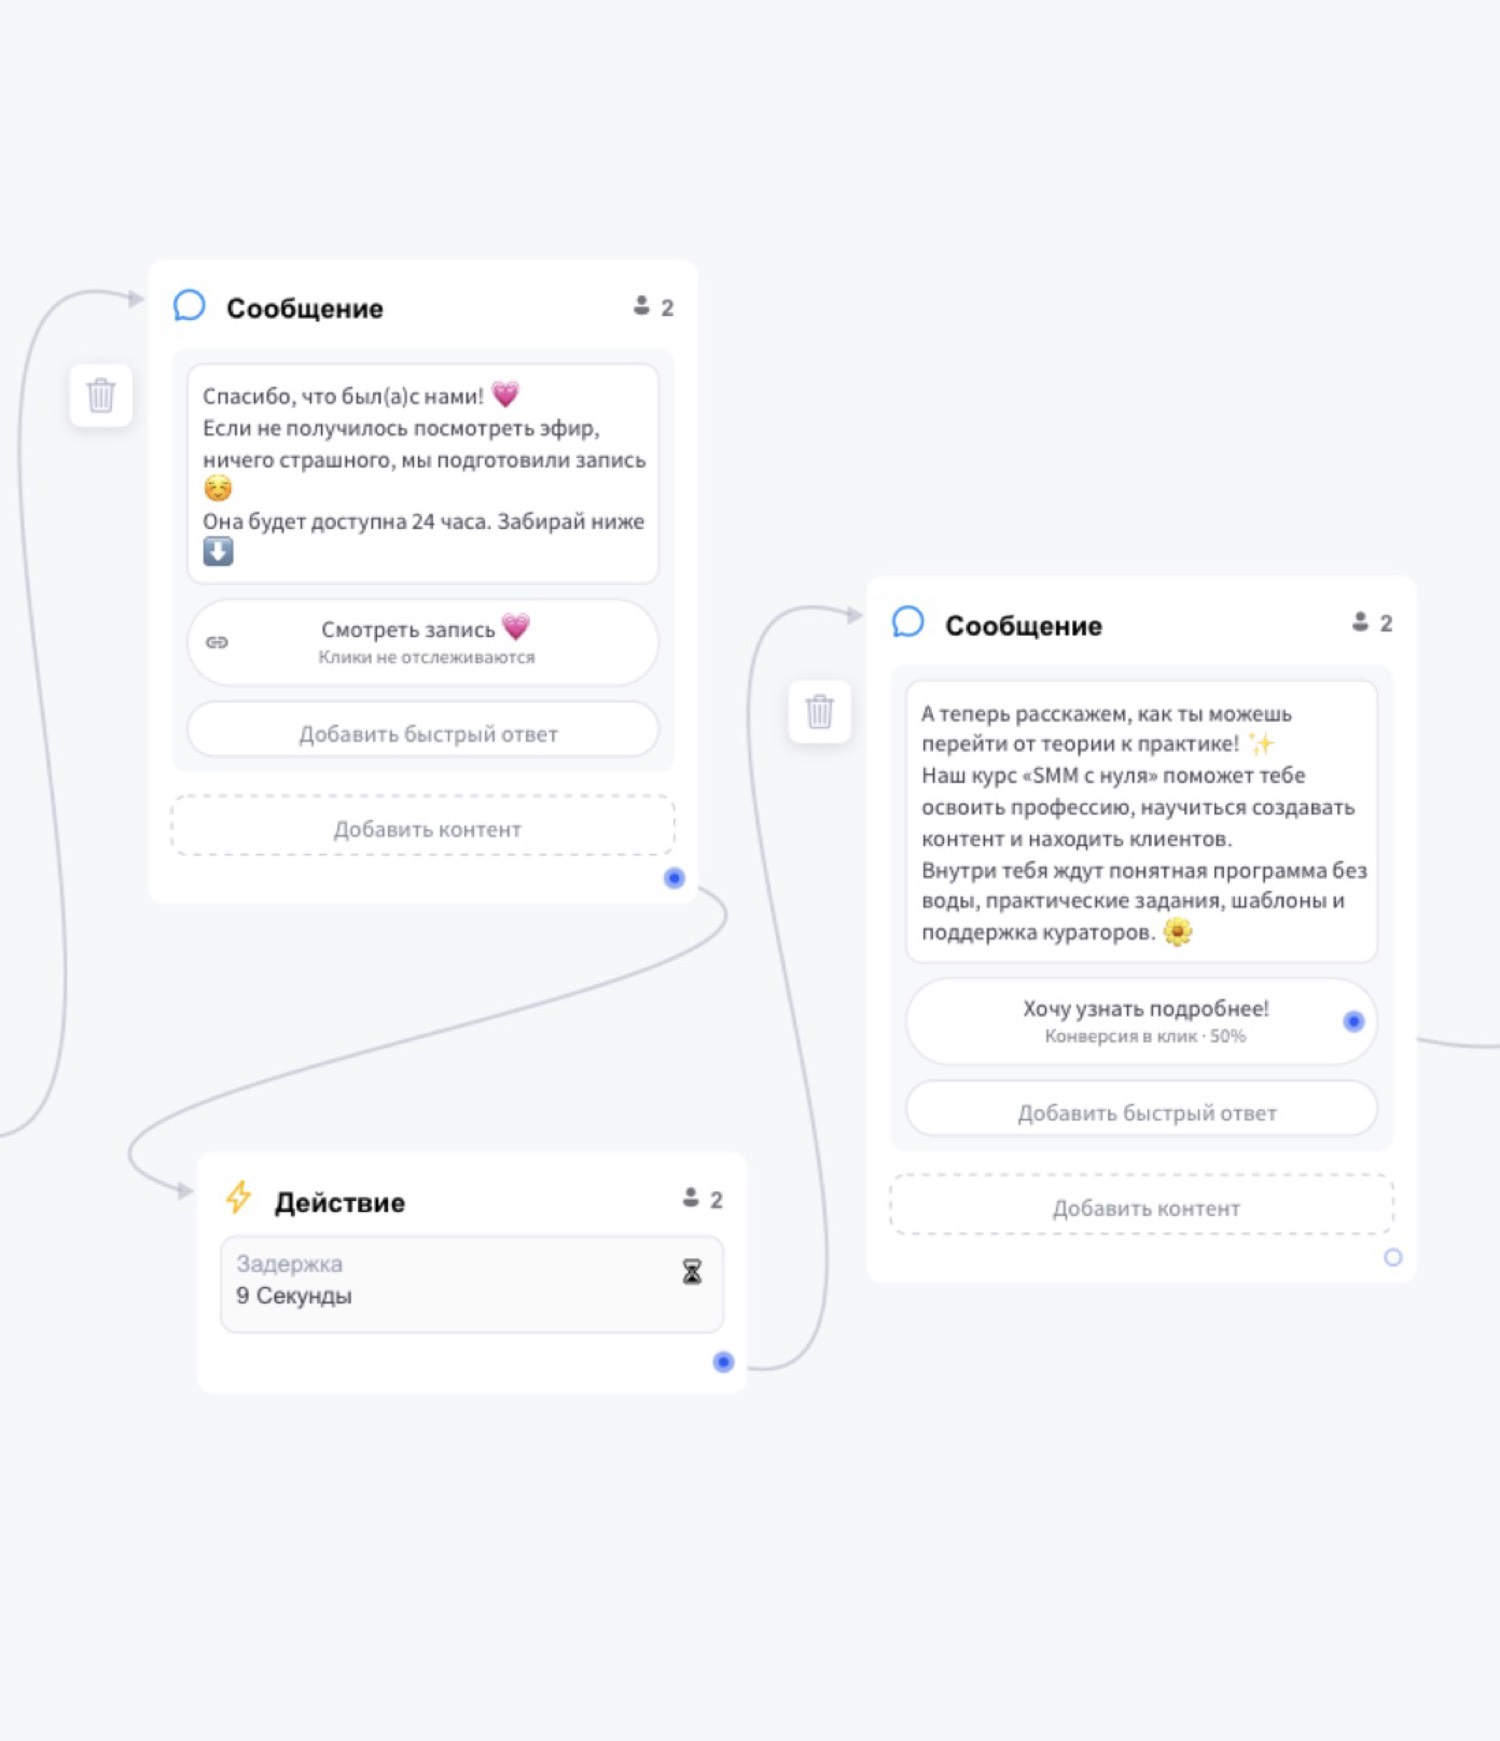 Сообщение
2
Спасибо, что был(а)с нами! 💗
Если не получилось посмотреть эфир,
ничего страшного, мы подготовили запись
☺️
Она будет доступна 24 часа. Забирай ниже
⬇️
Смотреть запись 💗
Клики не отслеживаются
Добавить быстрый ответ
Добавить контент
Действие
2
Задержка
9 Секунды
Сообщение
2
А теперь расскажем, как ты можешь
перейти от теории к практике! ✨
Наш курс «SMM с нуля» поможет тебе
освоить профессию, научиться создавать
контент и находить клиентов.
Внутри тебя ждут понятная программа без
воды, практические задания, шаблоны и
поддержка кураторов. 🌼
Хочу узнать подробнее!
Конверсия в клик · 50%
Добавить быстрый ответ
Добавить контент